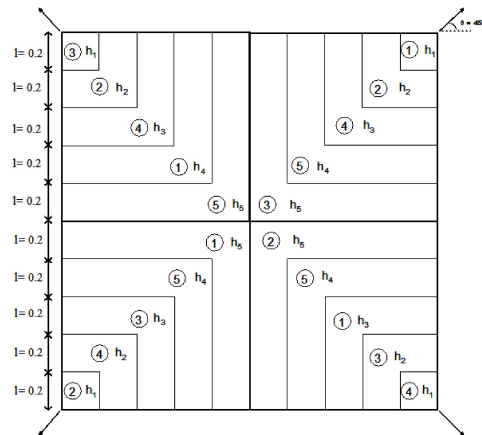 θ = 45
l= 0.2 ③ h₁ ① h₁
l= 0.2 ② h₂ ② h₂
l= 0.2 ④ h₃ ④ h₃
l= 0.2 ① h₄ ⑤ h₄
l= 0.2 ⑤ h₅ ③ h₅
l= 0.2 ① h₅ ② h₅
l= 0.2 ⑤ h₄ ⑤ h₄
l= 0.2 ③ h₃ ① h₃
l= 0.2 ④ h₂ ③ h₂
l= 0.2 ② h₁ ④ h₁